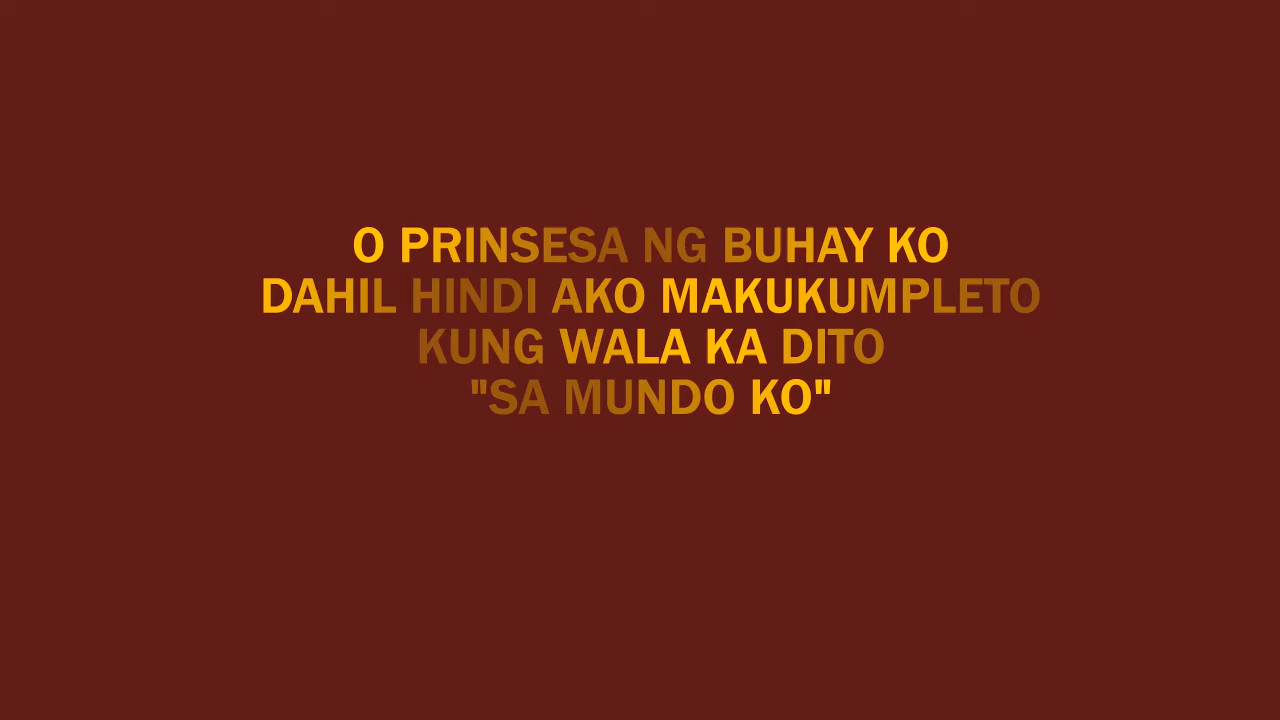 O PRINSESA NG BUHAY KO
DAHIL HINDI AKO MAKUKUMPLETO
KUNG WALA KA DITO
"SA MUNDO KO"